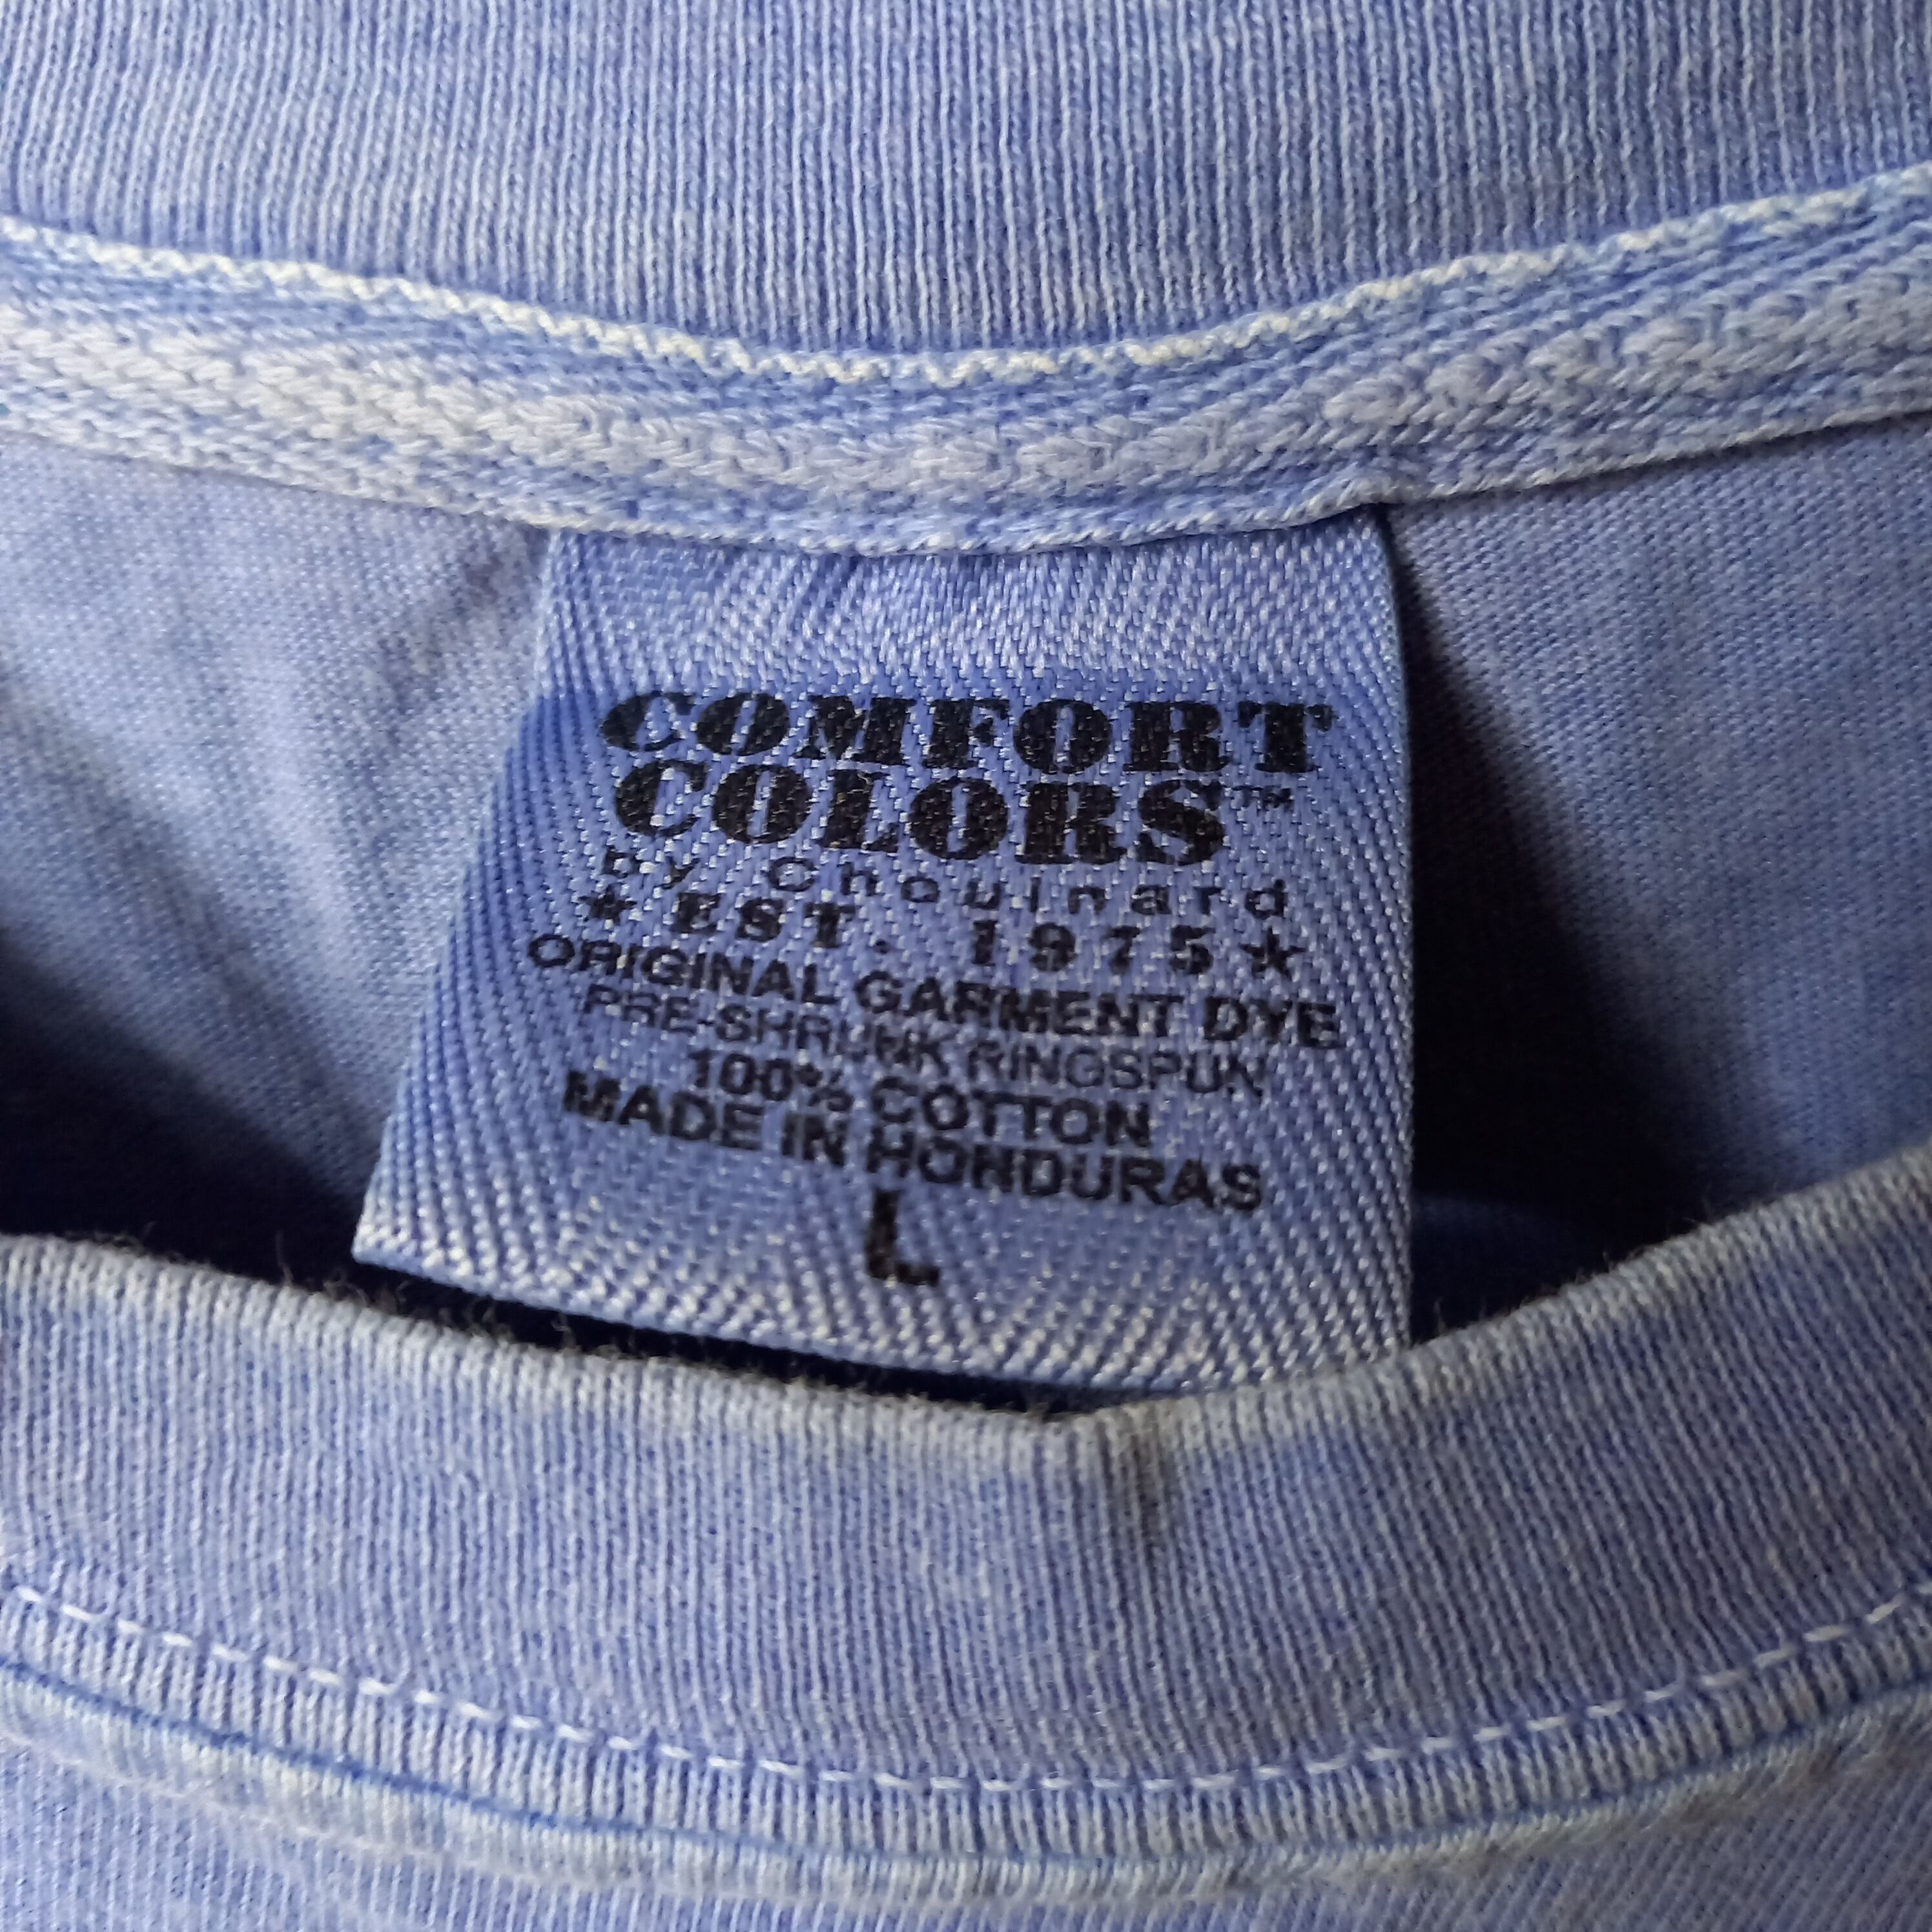 COMFORT
COLORS™
by Chouinard
★ EST. 1975 ★
ORIGINAL GARMENT DYE
PRE-SHRUNK RINGSPUN
100% COTTON
MADE IN HONDURAS
L